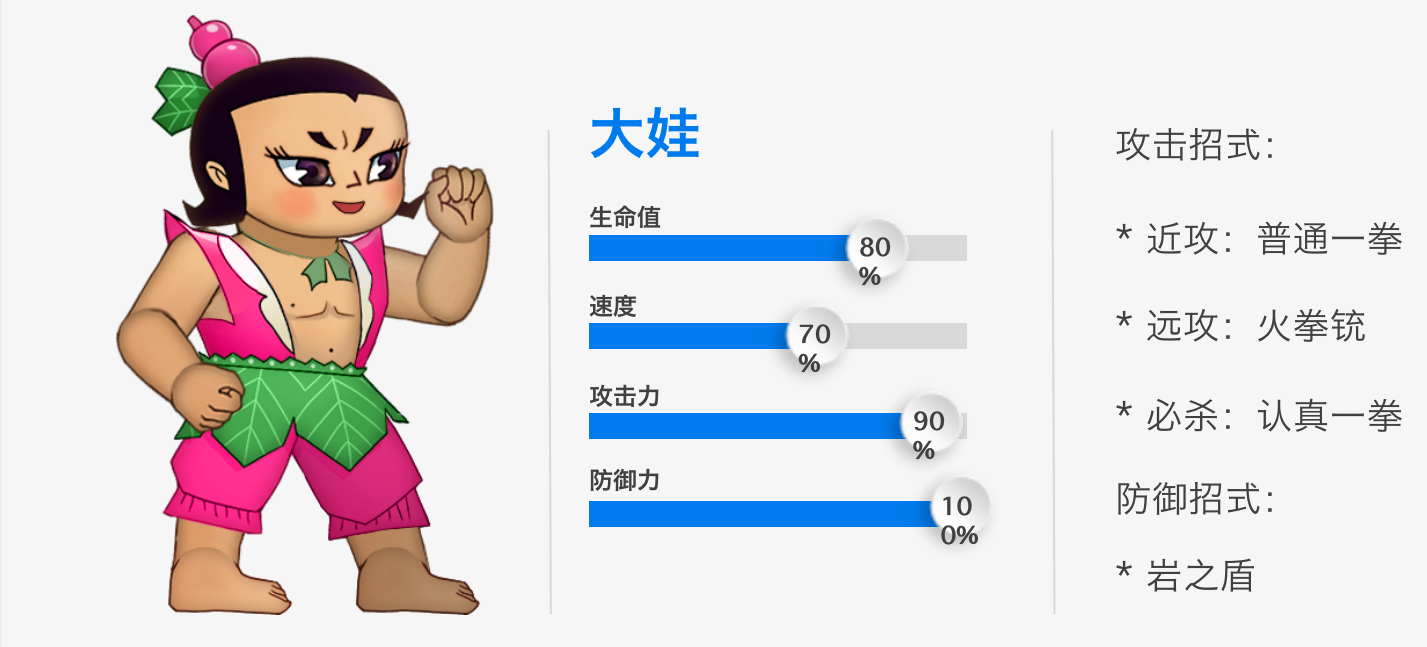 大娃
生命值
80
%
速度
70
%
攻击力
90
%
防御力
10
0%
攻击招式：
* 近攻：普通一拳
* 远攻：火拳铳
* 必杀：认真一拳
防御招式：
* 岩之盾